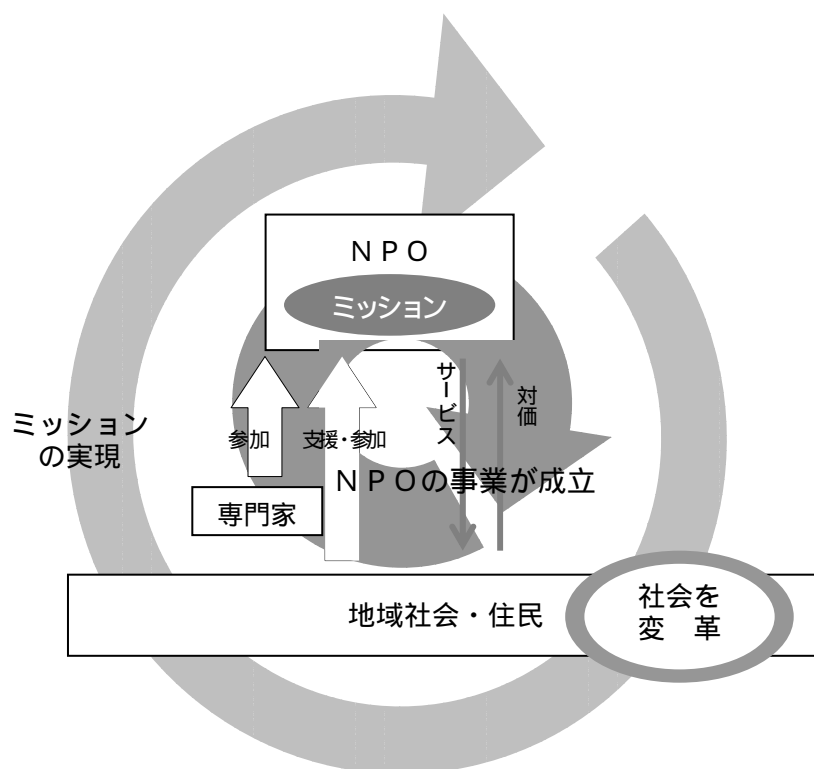 ＮＰＯ
ミッション
サービス
対価
ミッション
の実現
参加
支援・参加
ＮＰＯの事業が成立
専門家
地域社会・住民
社会を
変　革